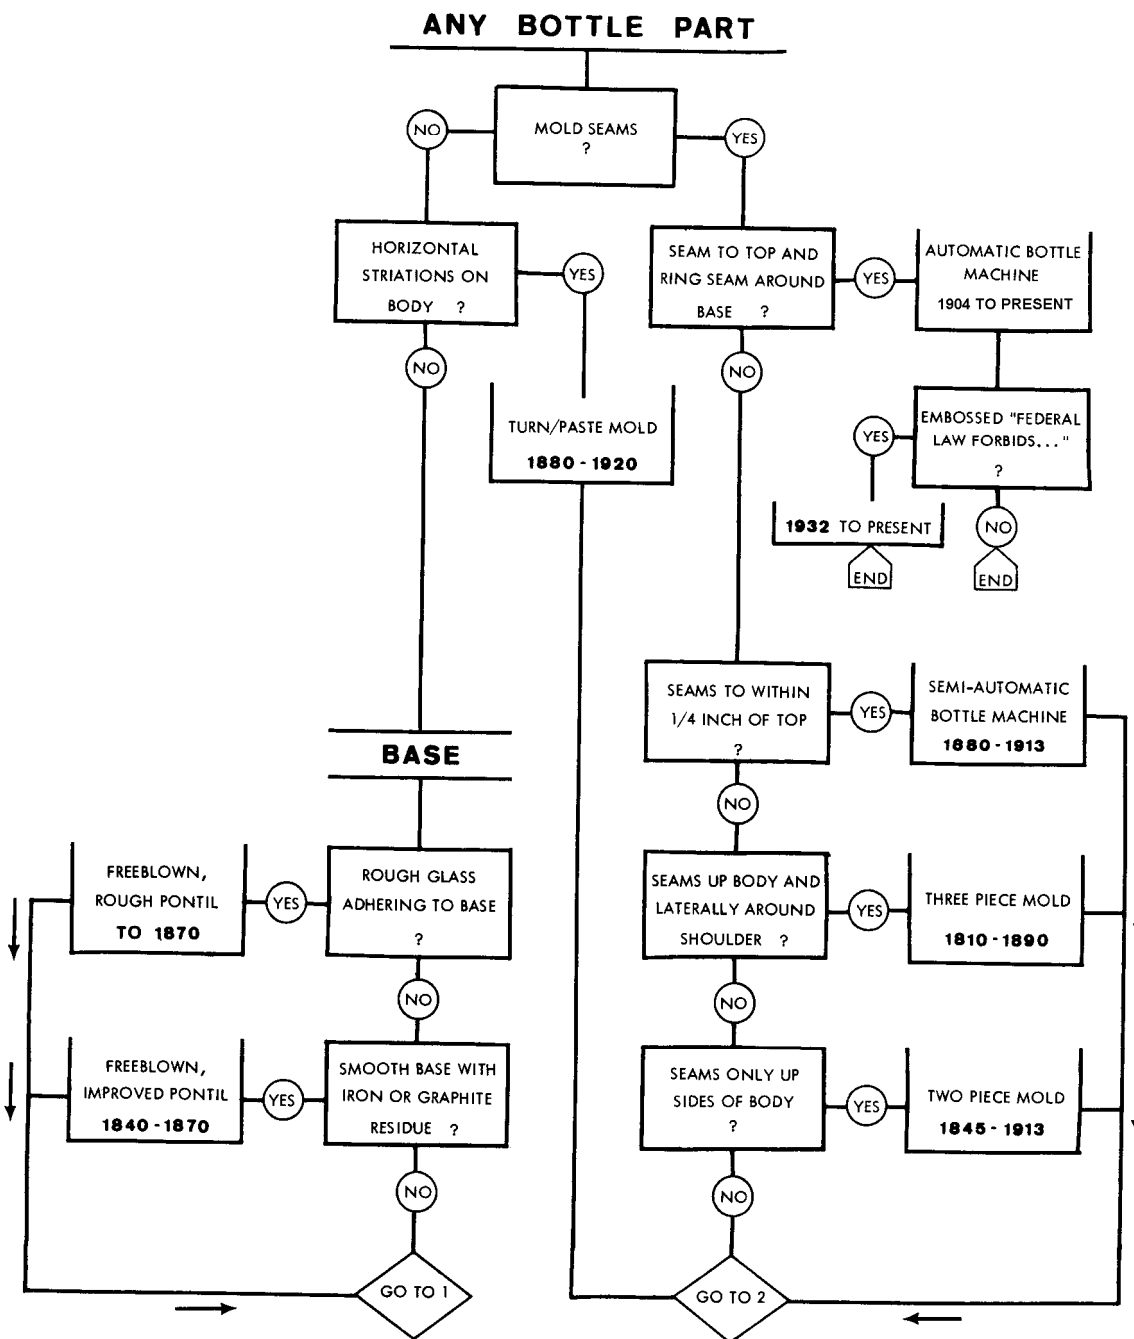 ANY BOTTLE PART
MOLD SEAMS
?
NO
YES
HORIZONTAL
STRIATIONS ON
BODY ?
YES
NO
TURN/PASTE MOLD
1880 - 1920
SEAM TO TOP AND
RING SEAM AROUND
BASE ?
YES
AUTOMATIC BOTTLE
MACHINE
1904 TO PRESENT
NO
EMBOSSED "FEDERAL
LAW FORBIDS..."
?
YES
1932 TO PRESENT
END
NO
END
SEAMS TO WITHIN
1/4 INCH OF TOP
?
YES
SEMI-AUTOMATIC
BOTTLE MACHINE
1880 - 1913
NO
BASE
ROUGH GLASS
ADHERING TO BASE
?
YES
FREEBLOWN,
ROUGH PONTIL
TO 1870
NO
SMOOTH BASE WITH
IRON OR GRAPHITE
RESIDUE ?
YES
FREEBLOWN,
IMPROVED PONTIL
1840 - 1870
NO
GO TO 1
SEAMS UP BODY AND
LATERALLY AROUND
SHOULDER ?
YES
THREE PIECE MOLD
1810 - 1890
NO
SEAMS ONLY UP
SIDES OF BODY
?
YES
TWO PIECE MOLD
1845 - 1913
NO
GO TO 2